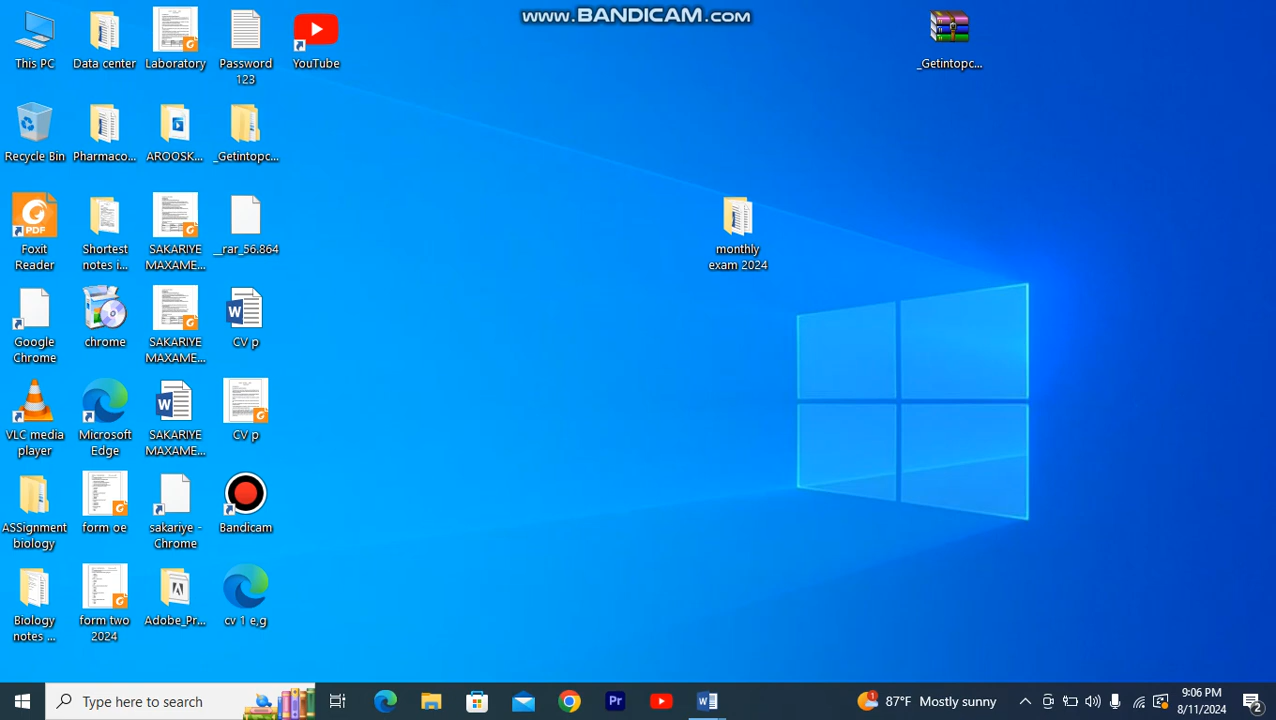 www.BANDICAM.com
This PC
Data center
Laboratory
Password
123
YouTube
_Getintopc...
Recycle Bin
Pharmaco...
AROOSK...
_Getintopc...
Foxit
Reader
Shortest
notes i...
SAKARIYE
MAXAME...
__rar_56.864
monthly
exam 2024
Google
Chrome
chrome
SAKARIYE
MAXAME...
CV p
VLC media
player
Microsoft
Edge
SAKARIYE
MAXAME...
CV p
ASSignment
biology
form oe
sakariye -
Chrome
Bandicam
Biology
notes ...
form two
2024
Adobe_Pr...
cv 1 e,g
Type here to search
87°F Mostly sunny
8/11/2024